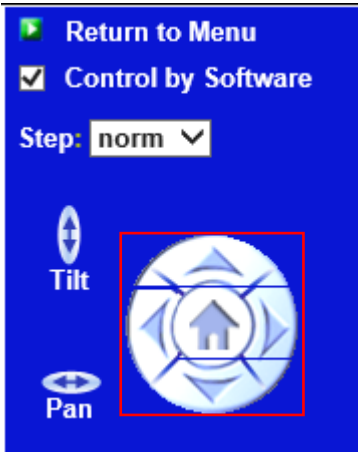 Return to Menu
Control by Software
Step: norm
Tilt
Pan